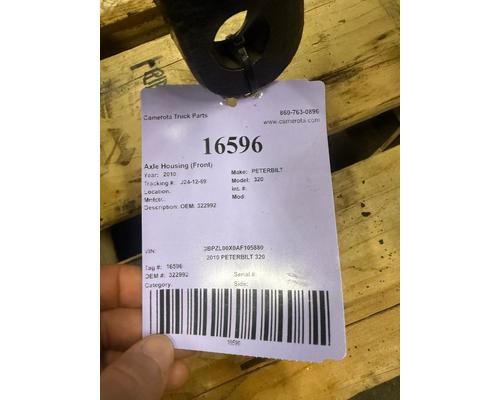 Camerota Truck Parts 860-763-0896
www.camerota.com
16596
Axle Housing (Front)
Year: 2010 Make: PETERBILT
Tracking #: J24-12-69 Model: 320
Location: Int. #:
Mnfctr.: Mod:
Description: OEM: 322992
VIN: 3BPZL00X0AF105880
2010 PETERBILT 320
Tag #: 16596 Serial #:
OEM #: 322992 Side:
Category:
16596